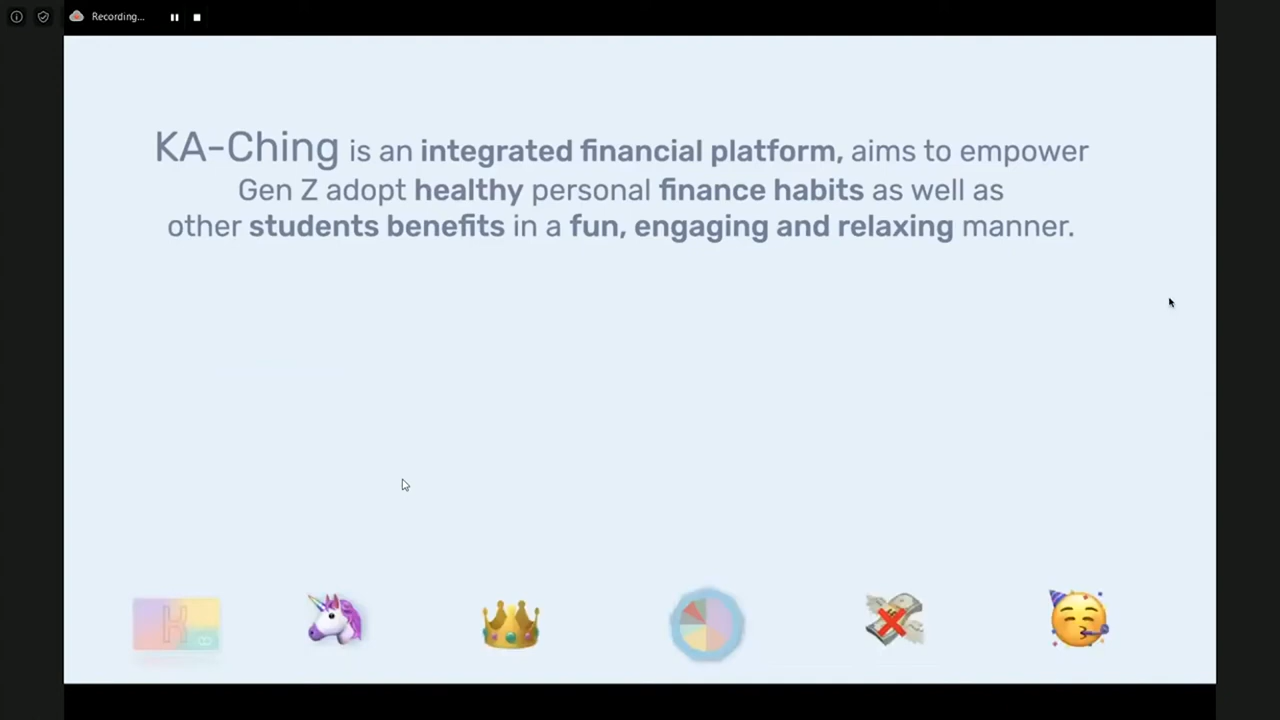 Recording...
KA-Ching is an integrated financial platform, aims to empower
Gen Z adopt healthy personal finance habits as well as
other students benefits in a fun, engaging and relaxing manner.
K